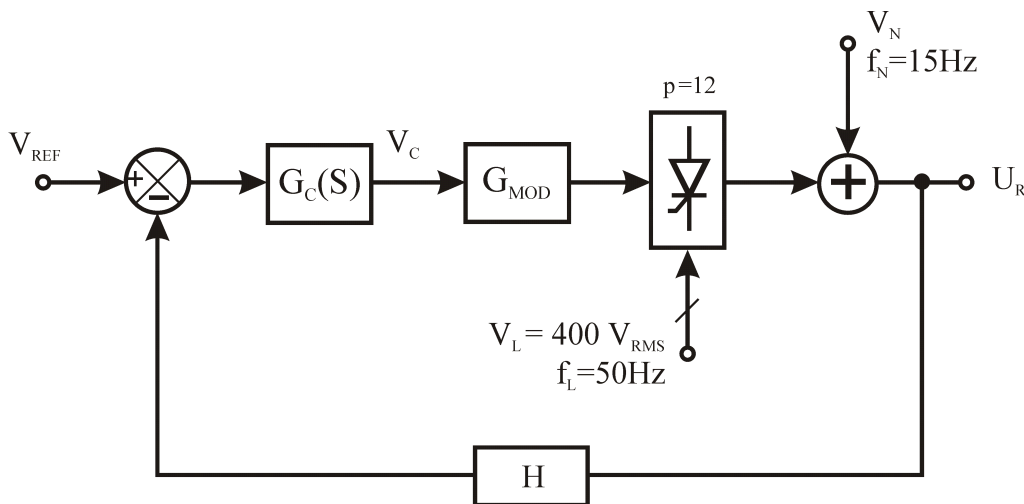 V_N
f_N=15Hz
p=12
V_REF
V_C
+
−
G_C(S)
G_MOD
+
U_R
V_L = 400 V_RMS
f_L=50Hz
H